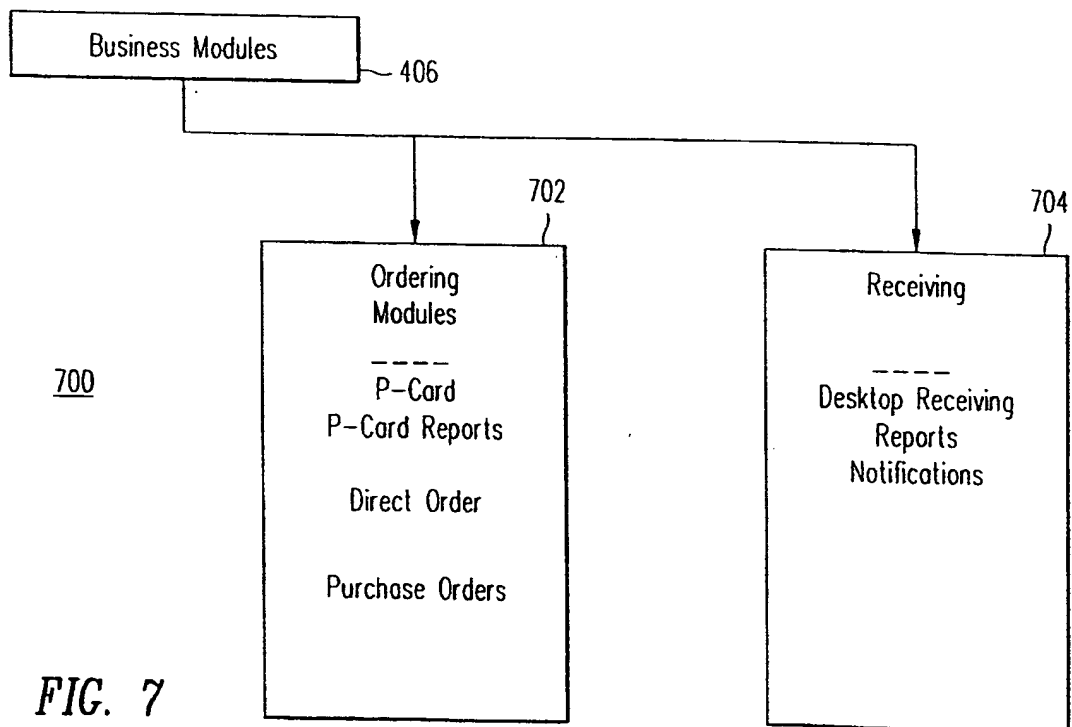 Business Modules
406
702
704
Ordering
Modules
----
P-Card
P-Card Reports
Direct Order
Purchase Orders
Receiving
----
Desktop Receiving
Reports
Notifications
700
FIG. 7